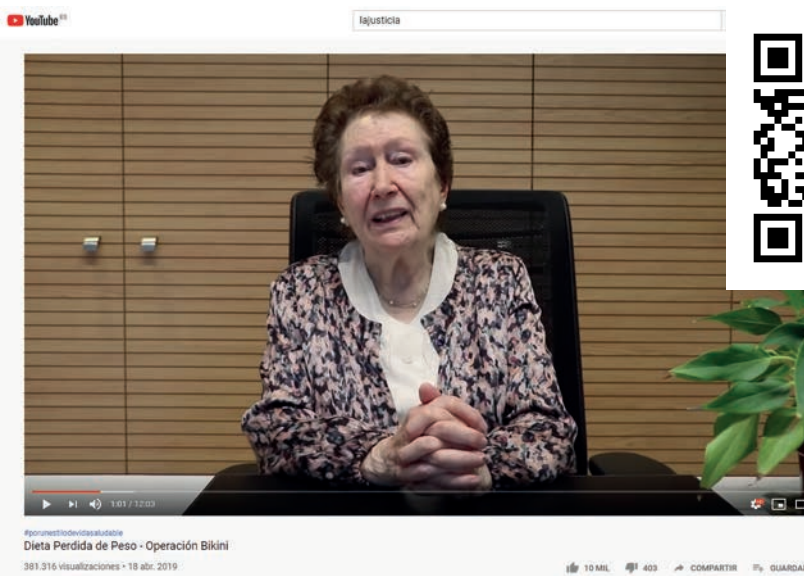 YouTube ES
lajusticia
1:01 / 12:03
#porunestilodevidasaludable
Dieta Perdida de Peso - Operación Bikini
381.316 visualizaciones • 18 abr. 2019
10 MIL 403 COMPARTIR GUARDAR